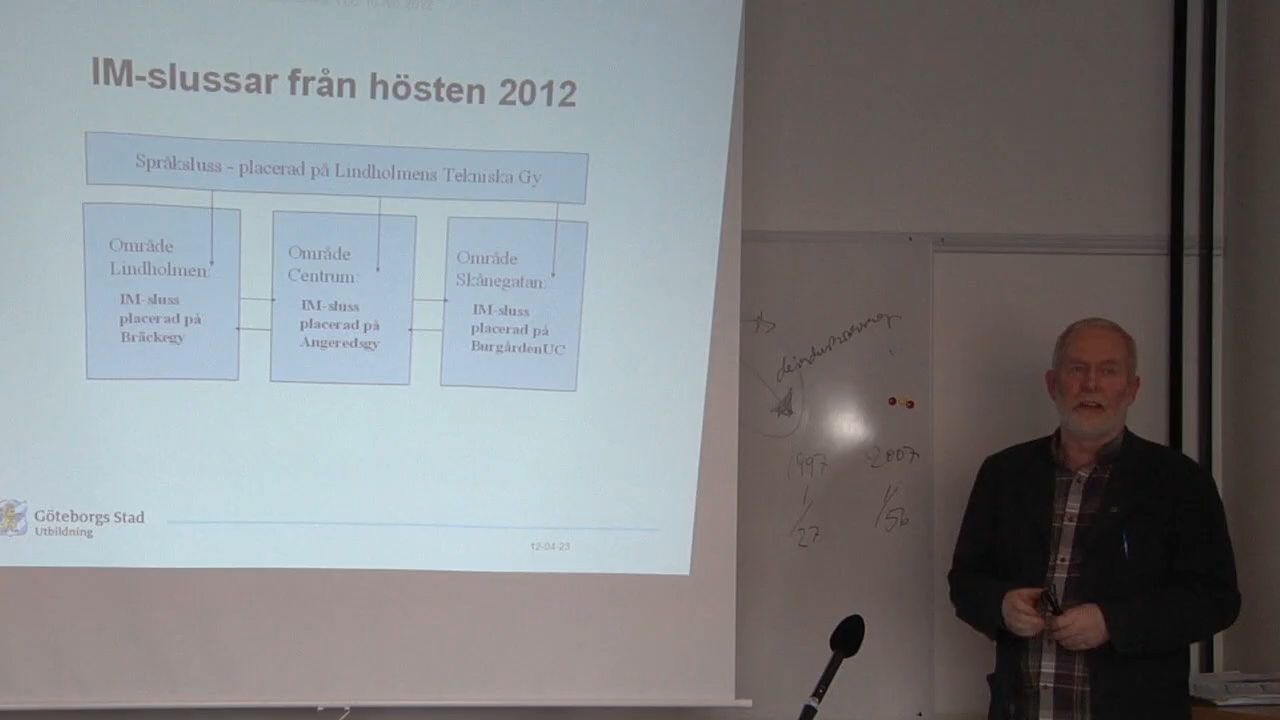 IM-slussar från hösten 2012
Språksluss - placerad på Lindholmens Tekniska Gy
Område
Lindholmen:
IM-sluss
placerad på
Bräckegy
Område
Centrum:
IM-sluss
placerad på
Angeredsgy
Område
Skånegatan:
IM-sluss
placerad på
BurgårdenUC
Göteborgs Stad
Utbildning
12-04-23
1997
2007
1/27
1/56